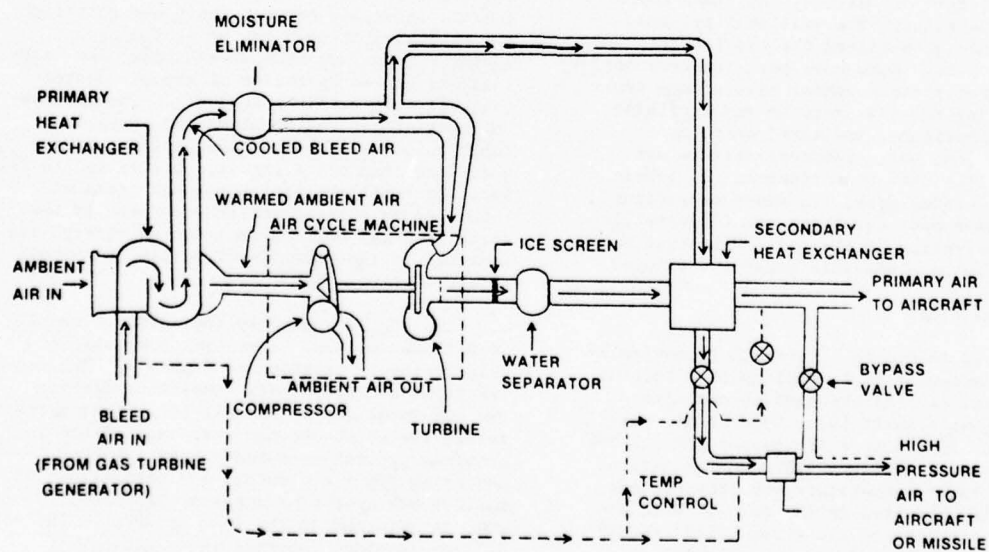 MOISTURE
ELIMINATOR
PRIMARY
HEAT
EXCHANGER
COOLED BLEED AIR
WARMED AMBIENT AIR
AIR CYCLE MACHINE
ICE SCREEN
SECONDARY
HEAT EXCHANGER
AMBIENT
AIR IN
PRIMARY AIR
TO AIRCRAFT
WATER
SEPARATOR
BYPASS
VALVE
AMBIENT AIR OUT
COMPRESSOR
TURBINE
BLEED
AIR IN
(FROM GAS TURBINE
GENERATOR)
TEMP
CONTROL
HIGH
PRESSURE
AIR TO
AIRCRAFT
OR MISSILE